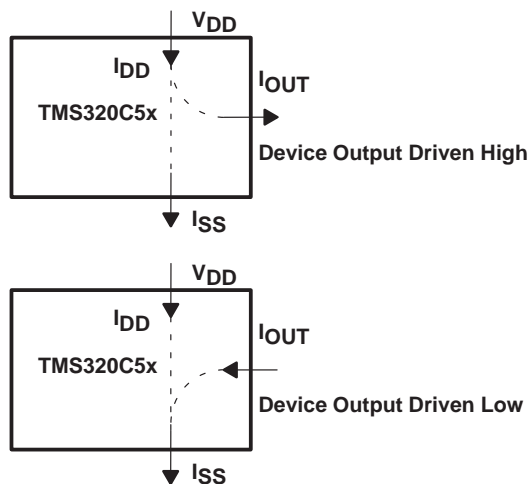 VDD
IDD
IOUT
TMS320C5x
Device Output Driven High
ISS
VDD
IDD
IOUT
TMS320C5x
Device Output Driven Low
ISS